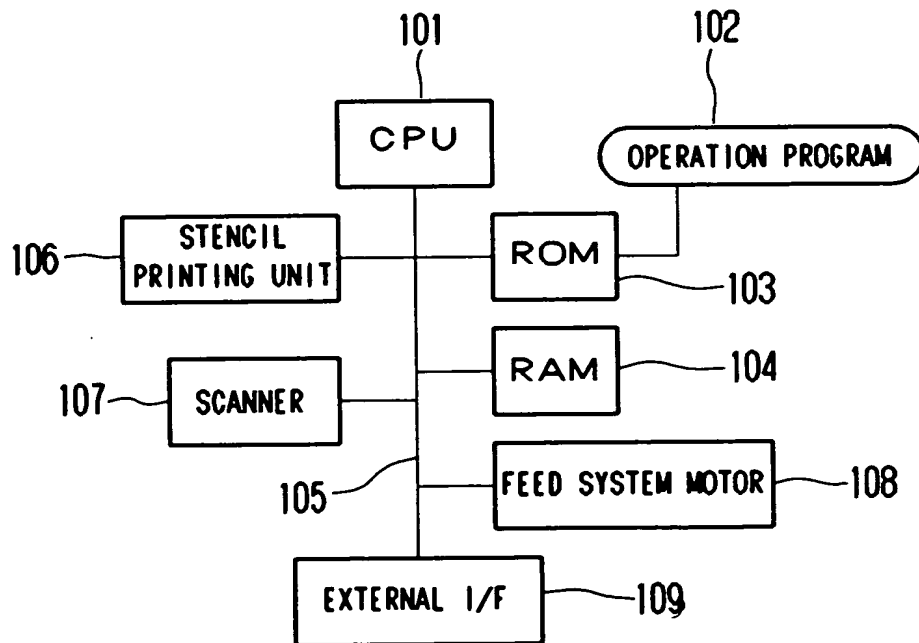 101
102
CPU
OPERATION PROGRAM
STENCIL
PRINTING UNIT
106
ROM
103
RAM
104
107
SCANNER
105
FEED SYSTEM MOTOR
108
EXTERNAL I/F
109